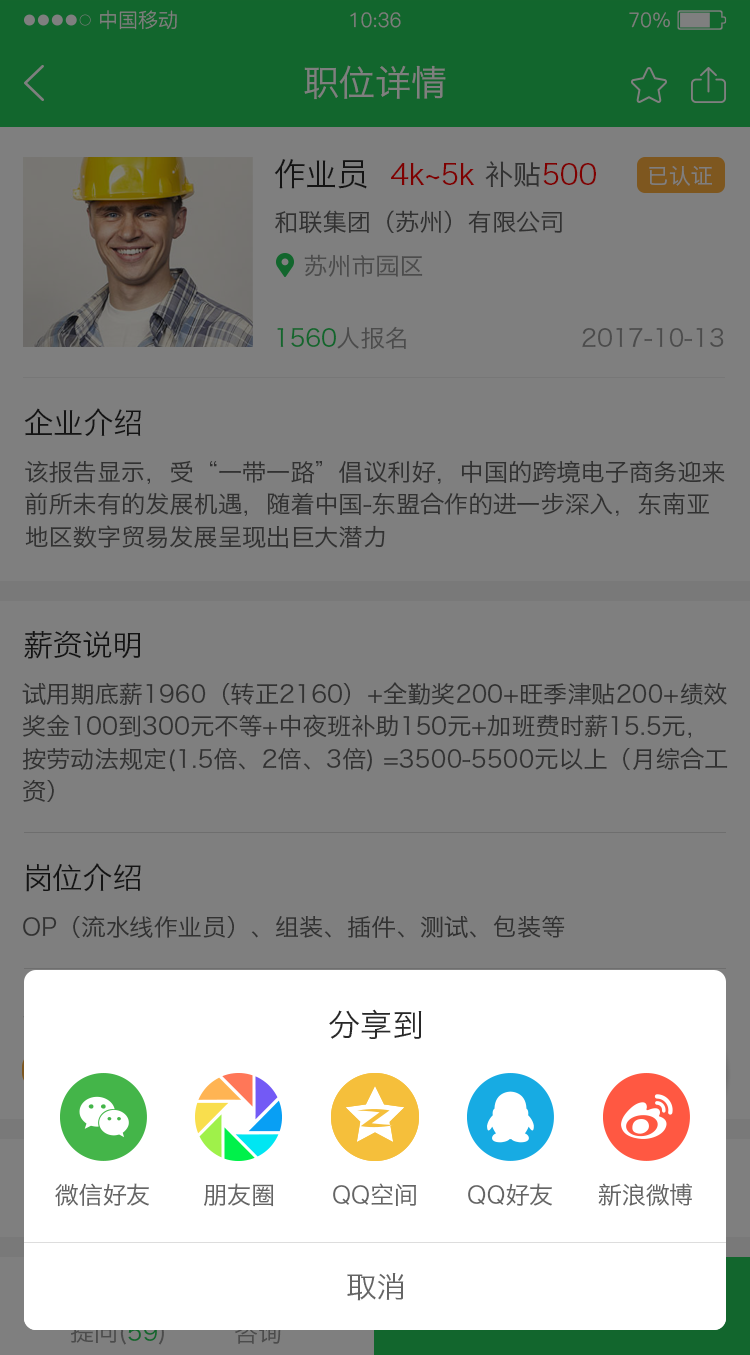 中国移动 10:36 70%
职位详情
作业员 4k~5k 补贴500 已认证
和联集团（苏州）有限公司
苏州市园区
1560人报名 2017-10-13
企业介绍
该报告显示，受“一带一路”倡议利好，中国的跨境电子商务迎来
前所未有的发展机遇，随着中国-东盟合作的进一步深入，东南亚
地区数字贸易发展呈现出巨大潜力
薪资说明
试用期底薪1960（转正2160）+全勤奖200+旺季津贴200+绩效
奖金100到300元不等+中夜班补助150元+加班费时薪15.5元，
按劳动法规定(1.5倍、2倍、3倍) =3500-5500元以上（月综合工
资）
岗位介绍
OP（流水线作业员）、组装、插件、测试、包装等
分享到
微信好友 朋友圈 QQ空间 QQ好友 新浪微博
取消
提问(59) 咨询